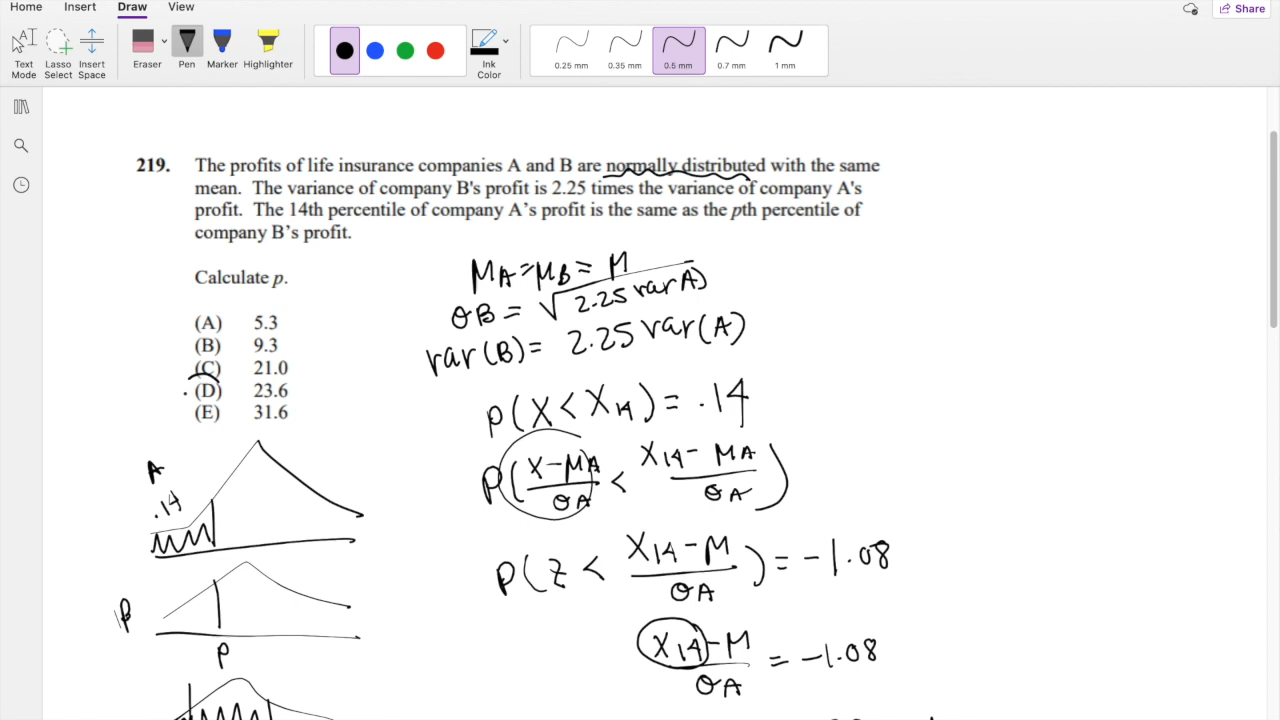 Home Insert Draw View Share
Text Mode Lasso Select Insert Space Eraser Pen Marker Highlighter Ink Color 0.25 mm 0.35 mm 0.5 mm 0.7 mm 1 mm
219. The profits of life insurance companies A and B are normally distributed with the same
mean. The variance of company B's profit is 2.25 times the variance of company A's
profit. The 14th percentile of company A's profit is the same as the pth percentile of
company B's profit.
Calculate p.
(A) 5.3
(B) 9.3
(C) 21.0
(D) 23.6
(E) 31.6
μA=μB=μ
σB = √2.25 var A)
var(B)= 2.25 var(A)
P(X<X14)=.14
P(X-μA/σA < X14-μA/σA)
P(Z < X14-μ/σA)=-1.08
X14-μ/σA = -1.08
A
.14
P